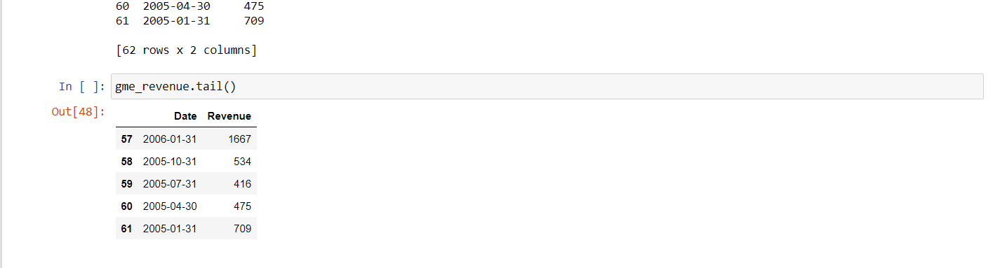 60 2005-04-30 475
61 2005-01-31 709
[62 rows x 2 columns]
In [ ]: gme_revenue.tail()
Out[48]:
Date Revenue
57 2006-01-31 1667
58 2005-10-31 534
59 2005-07-31 416
60 2005-04-30 475
61 2005-01-31 709